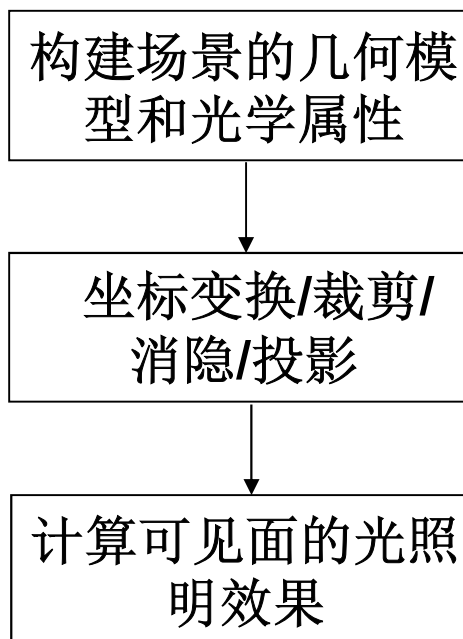 构建场景的几何模
型和光学属性
坐标变换/裁剪/
消隐/投影
计算可见面的光照
明效果